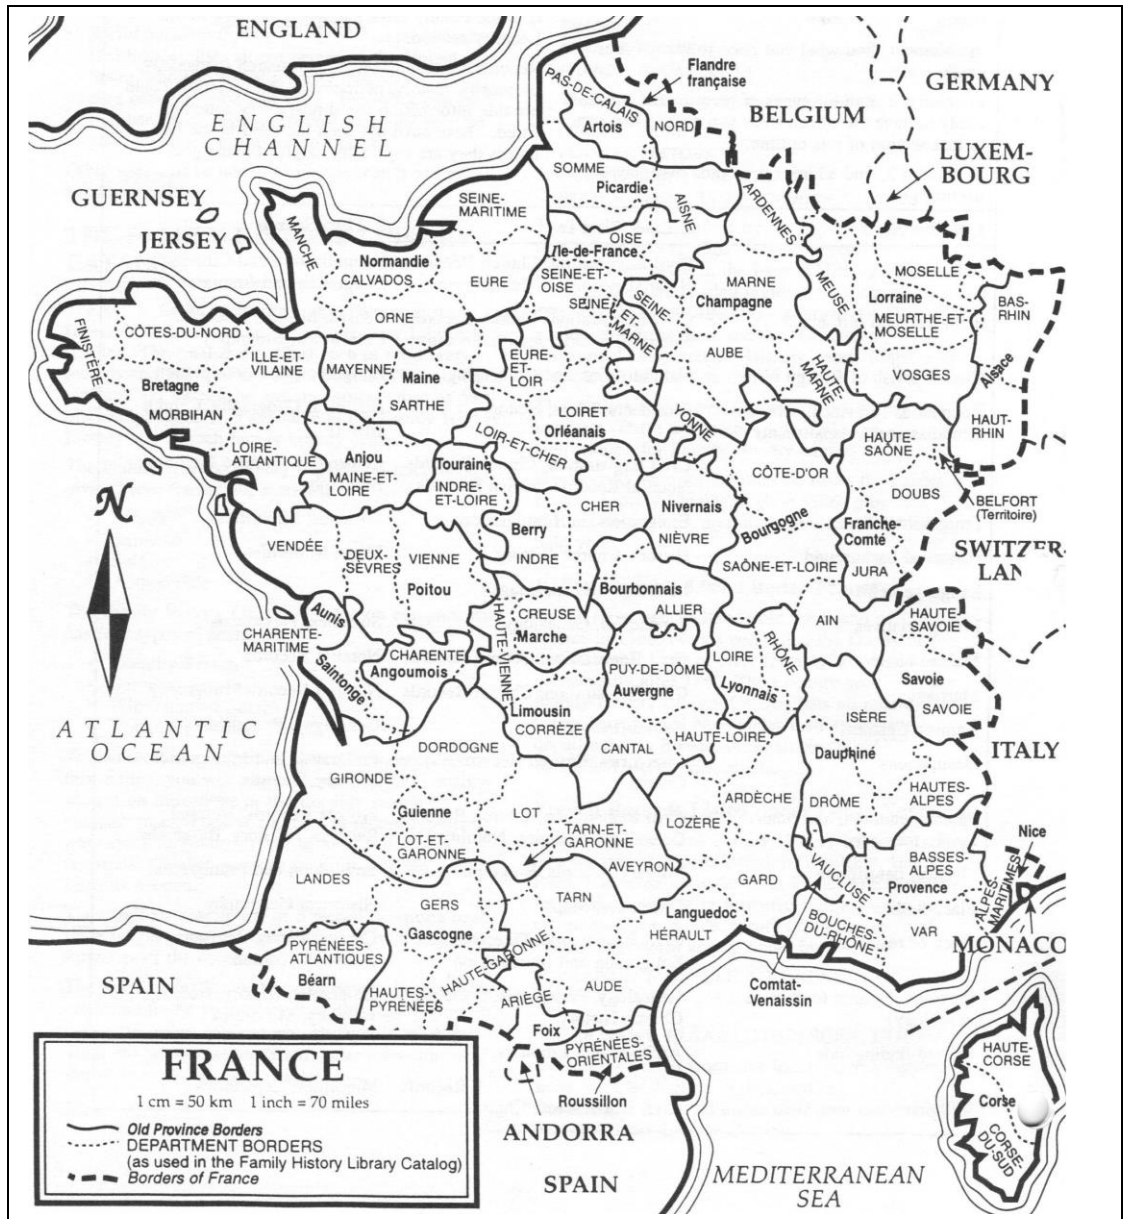 ENGLAND
ENGLISH
CHANNEL
GUERNSEY
JERSEY
GERMANY
BELGIUM
LUXEM-
BOURG
Flandre
française
PAS-DE-CALAIS
Artois
NORD
SOMME
Picardie
AISNE
ARDENNES
SEINE-
MARITIME
MANCHE
Normandie
CALVADOS
EURE
ORNE
OISE
Ile-de-France
SEINE-ET
OISE
SEINE
SEINE-
ET-
MARNE
MARNE
Champagne
MEUSE
MOSELLE
Lorraine
MEURTHE-ET
MOSELLE
BAS-
RHIN
Alsace
VOSGES
HAUT-
RHIN
AUBE
HAUTE
MARNE
FINISTÈRE
CÔTES-DU-NORD
ILLE-ET-
VILAINE
Bretagne
MORBIHAN
LOIRE-
ATLANTIQUE
MAYENNE
Maine
SARTHE
EURE-
ET-
LOIR
LOIRET
Orléanais
LOIR-ET-CHER
YONNE
HAUTE-
SAÔNE
CÔTE-D'OR
DOUBS
BELFORT
(Territoire)
Anjou
MAINE-ET-
LOIRE
Touraine
INDRE-
ET-LOIRE
CHER
Berry
INDRE
Nivernais
NIÈVRE
Bourgogne
Franche-
Comté
SAÔNE-ET-LOIRE
JURA
SWITZER-
LAN
N
VENDÉE
DEUX-
SÈVRES
VIENNE
Poitou
Bourbonnais
ALLIER
CREUSE
Marche
HAUTE-VIENNE
Aunis
CHARENTE-
MARITIME
Saintonge
CHARENTE
Angoumois
AIN
HAUTE-
SAVOIE
Savoie
SAVOIE
LOIRE
RHÔNE
Lyonnais
PUY-DE-DÔME
Auvergne
Limousin
CORRÈZE
CANTAL
HAUTE-LOIRE
ISÈRE
Dauphiné
ITALY
ATLANTIC
OCEAN
DORDOGNE
GIRONDE
Guienne
LOT
LOT-ET-
GARONNE
TARN-ET-
GARONNE
AVEYRON
LOZÈRE
ARDÈCHE
DRÔME
HAUTES-
ALPES
Nice
BASSES-
ALPES
Provence
ALPES-
MARITIMES
VAUCLUSE
VAR
BOUCHES-
DU-RHÔNE
MONACO
Comtat-
Venaissin
LANDES
GERS
Gascogne
TARN
GARD
Languedoc
HÉRAULT
HAUTE-GARONNE
AUDE
ARIÈGE
Foix
PYRÉNÉES-
ORIENTALES
Roussillon
ANDORRA
SPAIN
PYRÉNÉES-
ATLANTIQUES
Béarn
HAUTES-
PYRÉNÉES
SPAIN
MEDITERRANEAN
SEA
HAUTE-
CORSE
Corse
CORSE-
DU-SUD
FRANCE
1 cm = 50 km 1 inch = 70 miles
Old Province Borders
DEPARTMENT BORDERS
(as used in the Family History Library Catalog)
Borders of France